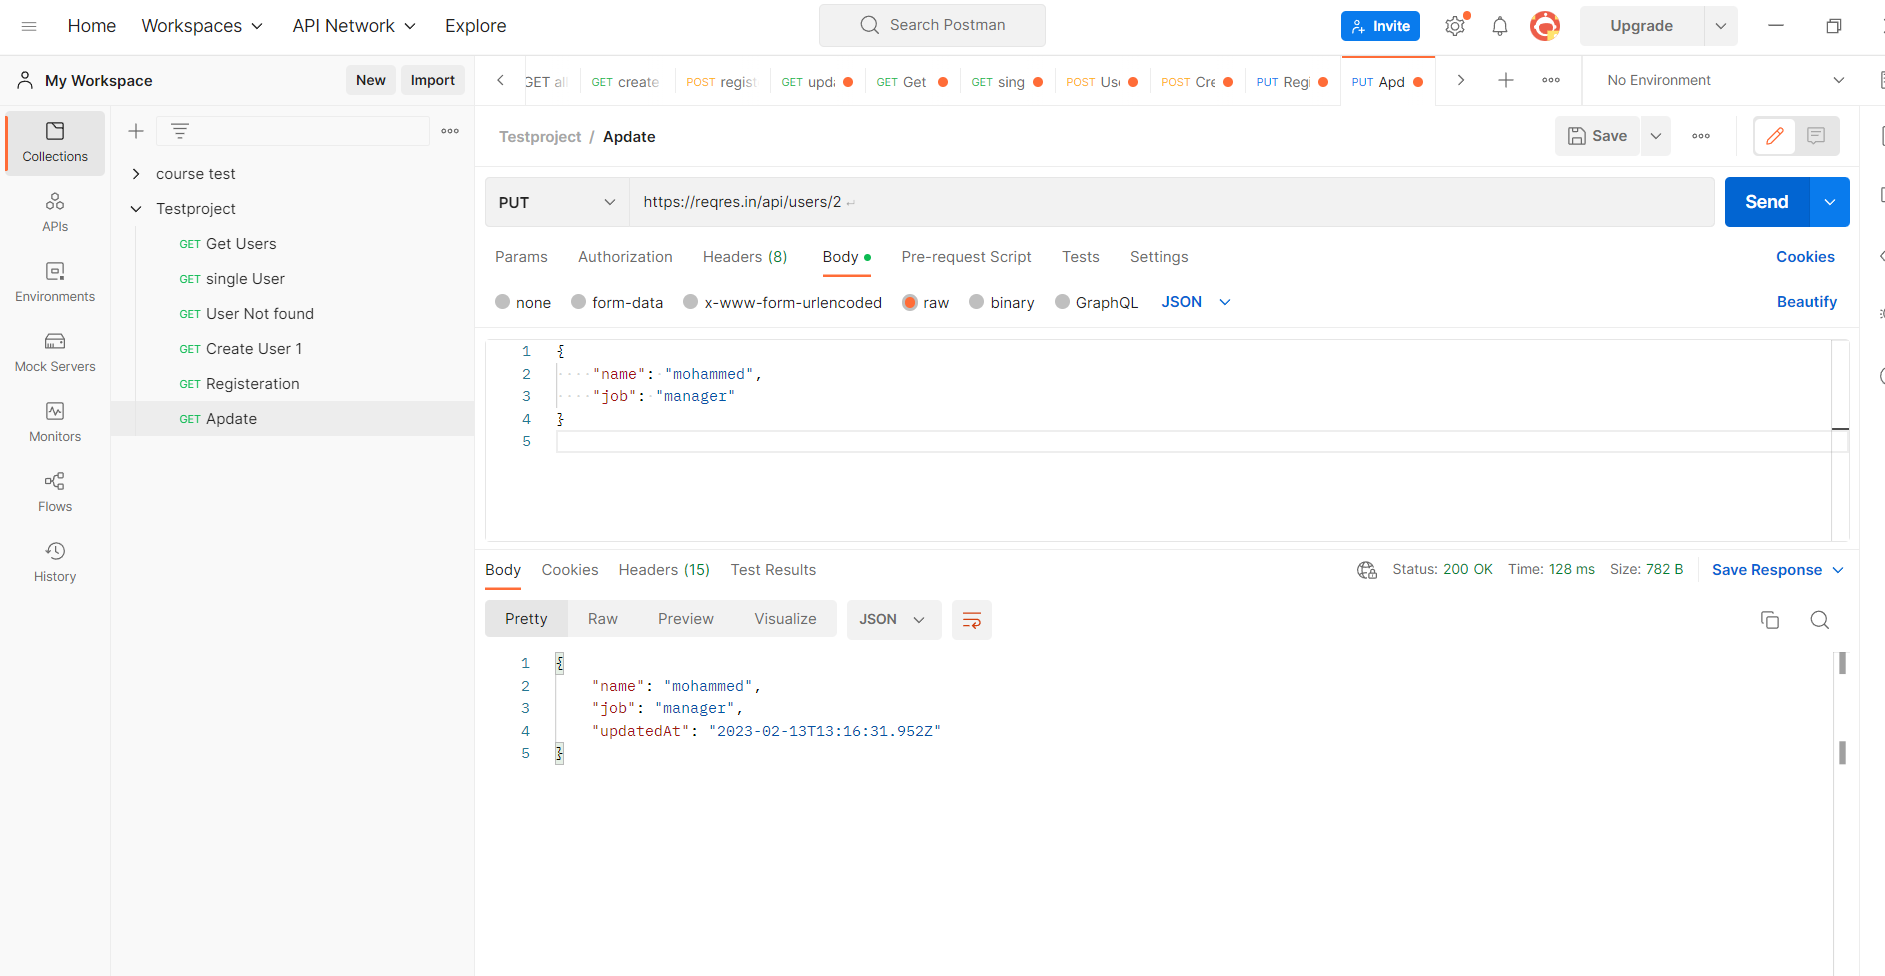 Home Workspaces API Network Explore Search Postman Invite Upgrade
My Workspace New Import
GET all GET create POST regist GET upda GET Get GET sing POST Us POST Cre PUT Regi PUT Apd No Environment
Collections
APIs
Environments
Mock Servers
Monitors
Flows
History
course test
Testproject
GET Get Users
GET single User
GET User Not found
GET Create User 1
GET Registeration
GET Apdate
Testproject / Apdate Save
PUT https://reqres.in/api/users/2 Send
Params Authorization Headers (8) Body Pre-request Script Tests Settings Cookies
none form-data x-www-form-urlencoded raw binary GraphQL JSON Beautify
1 {
2 "name": "mohammed",
3 "job": "manager"
4 }
5
Body Cookies Headers (15) Test Results Status: 200 OK Time: 128 ms Size: 782 B Save Response
Pretty Raw Preview Visualize JSON
1 {
2 "name": "mohammed",
3 "job": "manager",
4 "updatedAt": "2023-02-13T13:16:31.952Z"
5 }